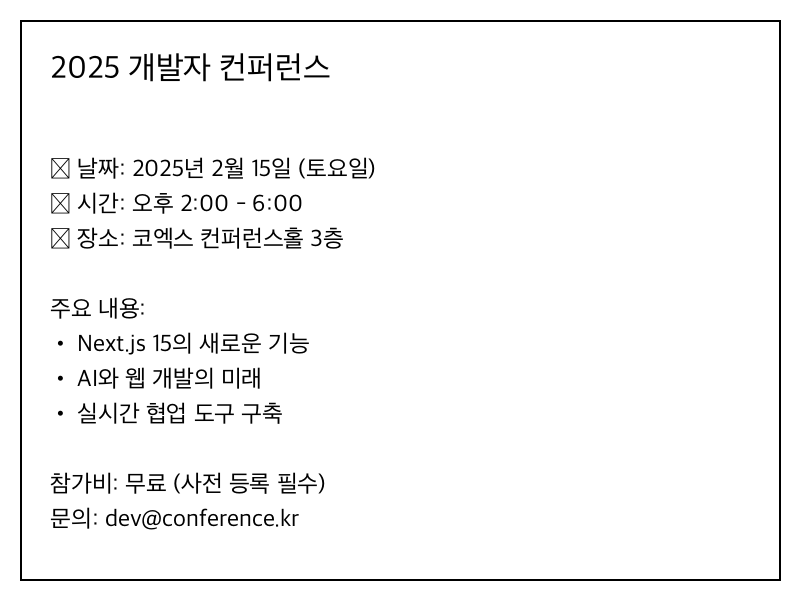 2025 개발자 컨퍼런스
날짜: 2025년 2월 15일 (토요일)
시간: 오후 2:00 - 6:00
장소: 코엑스 컨퍼런스홀 3층
주요 내용:
• Next.js 15의 새로운 기능
• AI와 웹 개발의 미래
• 실시간 협업 도구 구축
참가비: 무료 (사전 등록 필수)
문의: dev@conference.kr